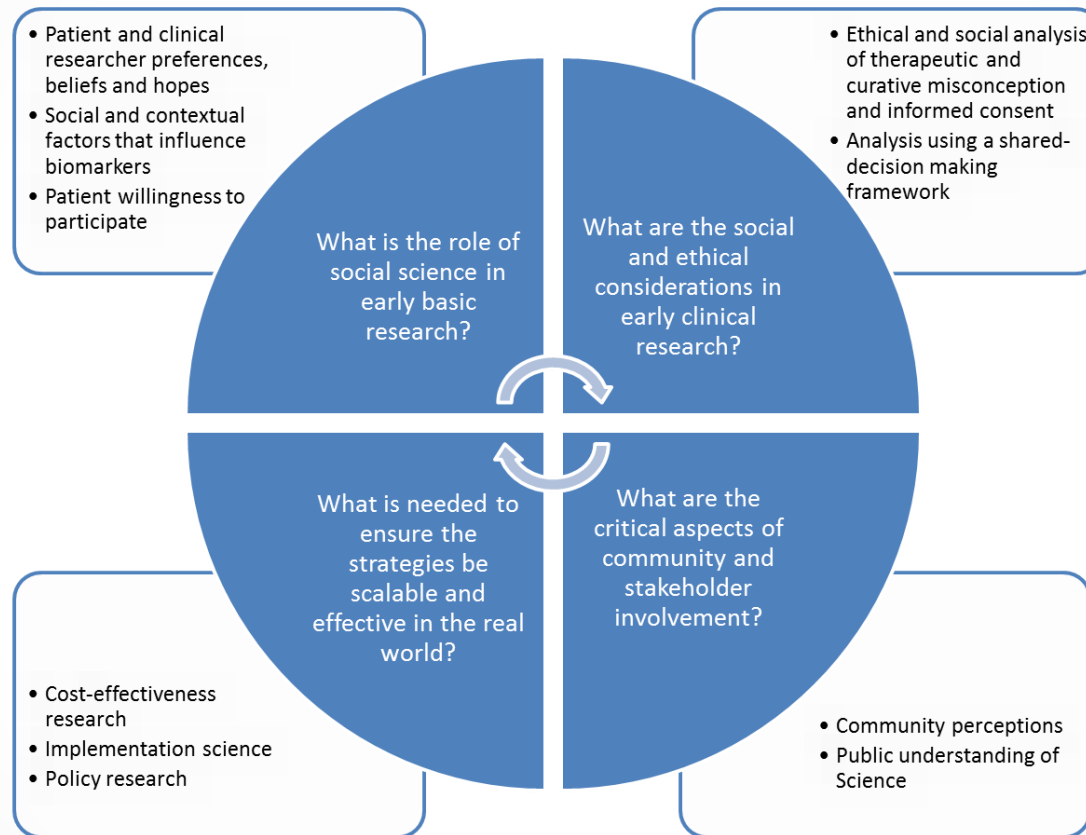 • Patient and clinical
researcher preferences,
beliefs and hopes
• Social and contextual
factors that influence
biomarkers
• Patient willingness to
participate
• Ethical and social analysis
of therapeutic and
curative misconception
and informed consent
• Analysis using a shared-
decision making
framework
What is the role of
social science in
early basic
research?
What are the social
and ethical
considerations in
early clinical
research?
What is needed to
ensure the
strategies be
scalable and
effective in the real
world?
What are the
critical aspects of
community and
stakeholder
involvement?
• Cost-effectiveness
research
• Implementation science
• Policy research
• Community perceptions
• Public understanding of
Science